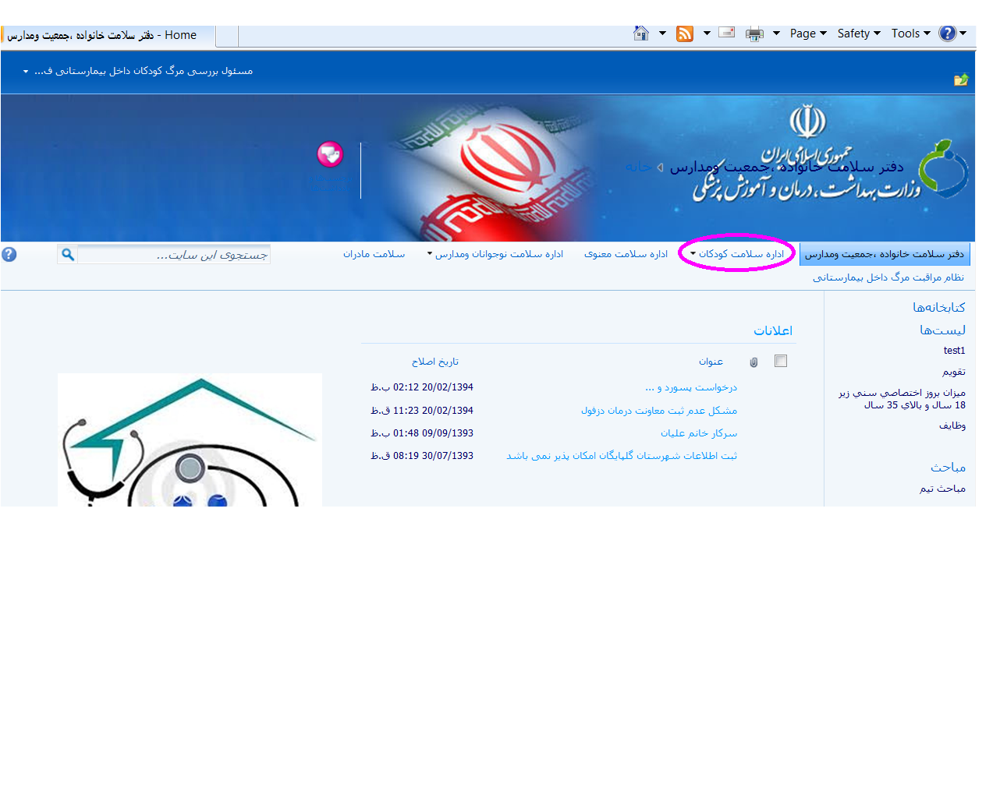 Home - دفتر سلامت خانواده ،جمعیت ومدارس
Page Safety Tools
مسئول بررسی مرگ کودکان داخل بیمارستانی ف...
جمهوری اسلامی ایران
دفتر سلامت خانواده ،جمعیت ومدارس خانه
وزارت بهداشت ، درمان و آموزش پزشکی
دفتر سلامت خانواده ،جمعیت ومدارس اداره سلامت کودکان اداره سلامت معنوی اداره سلامت نوجوانان ومدارس سلامت مادران جستجوی این سایت...
نظام مراقبت مرگ داخل بیمارستانی
کتابخانه‌ها
لیست‌ها
test1
تقویم
ميزان بروز اختصاصي سني زير
18 سال و بالاي 35 سال
وظایف
مباحث
مباحث تیم
اعلانات
عنوان تاریخ اصلاح
درخواست پسورد و ... 20/02/1394 02:12 ب.ظ
مشکل عدم ثبت معاونت درمان دزفول 20/02/1394 11:23 ق.ظ
سرکار خانم علیان 09/09/1393 01:48 ب.ظ
ثبت اطلاعات شهرستان گلپایگان امکان پذیر نمی باشد 30/07/1393 08:19 ق.ظ